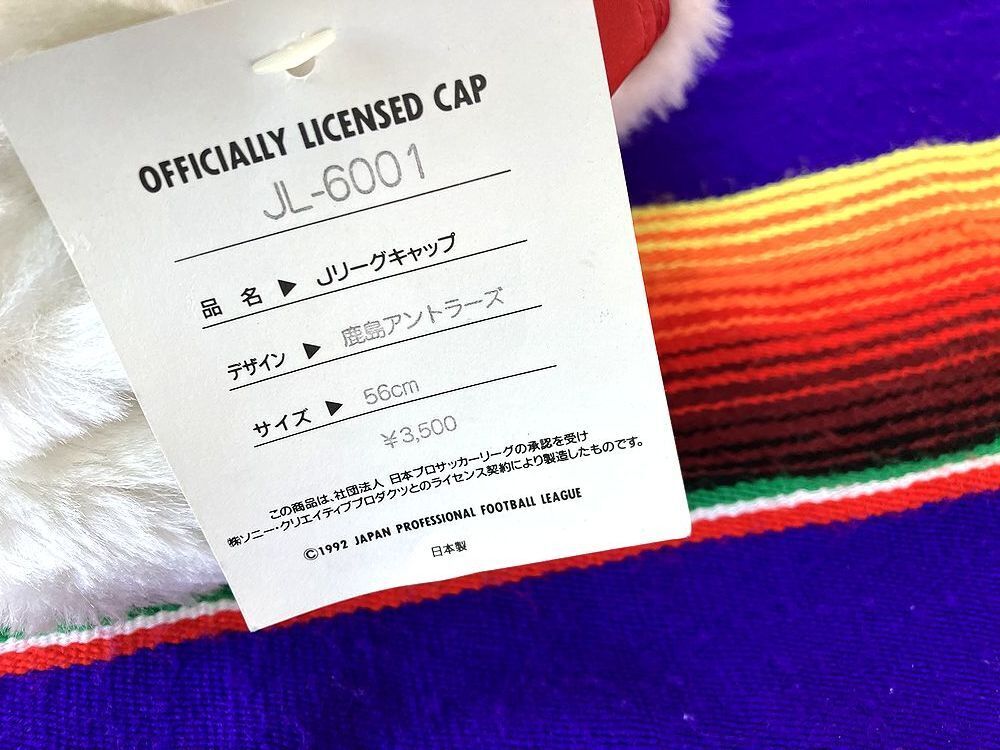 OFFICIALLY LICENSED CAP
JL-6001
品 名 ▶ Jリーグキャップ
デザイン ▶ 鹿島アントラーズ
サイズ ▶ 56cm
¥3,500
この商品は、社団法人 日本プロサッカーリーグの承認を受け
㈱ソニー・クリエイティブプロダクツとのライセンス契約により製造したものです。
©1992 JAPAN PROFESSIONAL FOOTBALL LEAGUE
日本製